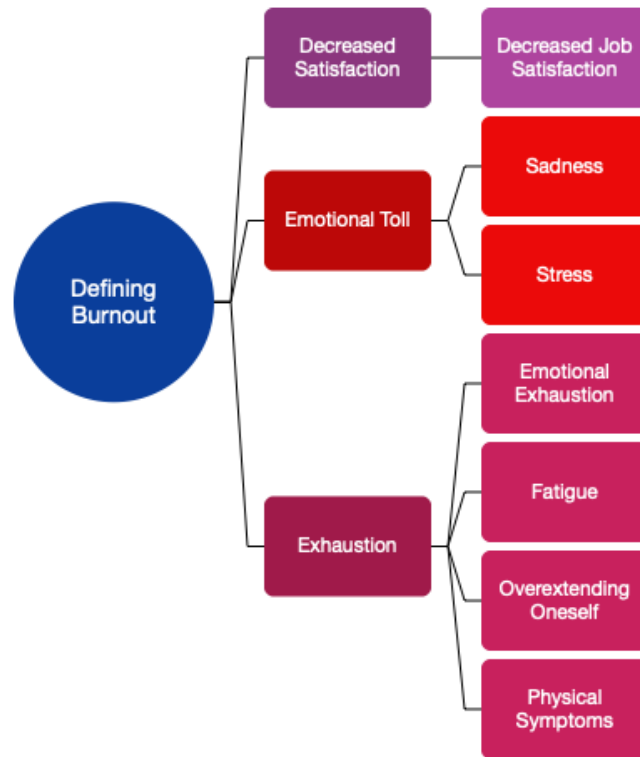 Defining
Burnout
Decreased
Satisfaction
Decreased Job
Satisfaction
Emotional Toll
Sadness
Stress
Exhaustion
Emotional
Exhaustion
Fatigue
Overextending
Oneself
Physical
Symptoms